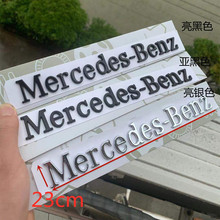 亮黑色
Mercedes-Benz
亚黑色
Mercedes-Benz
亮银色
Mercedes-Benz
23cm